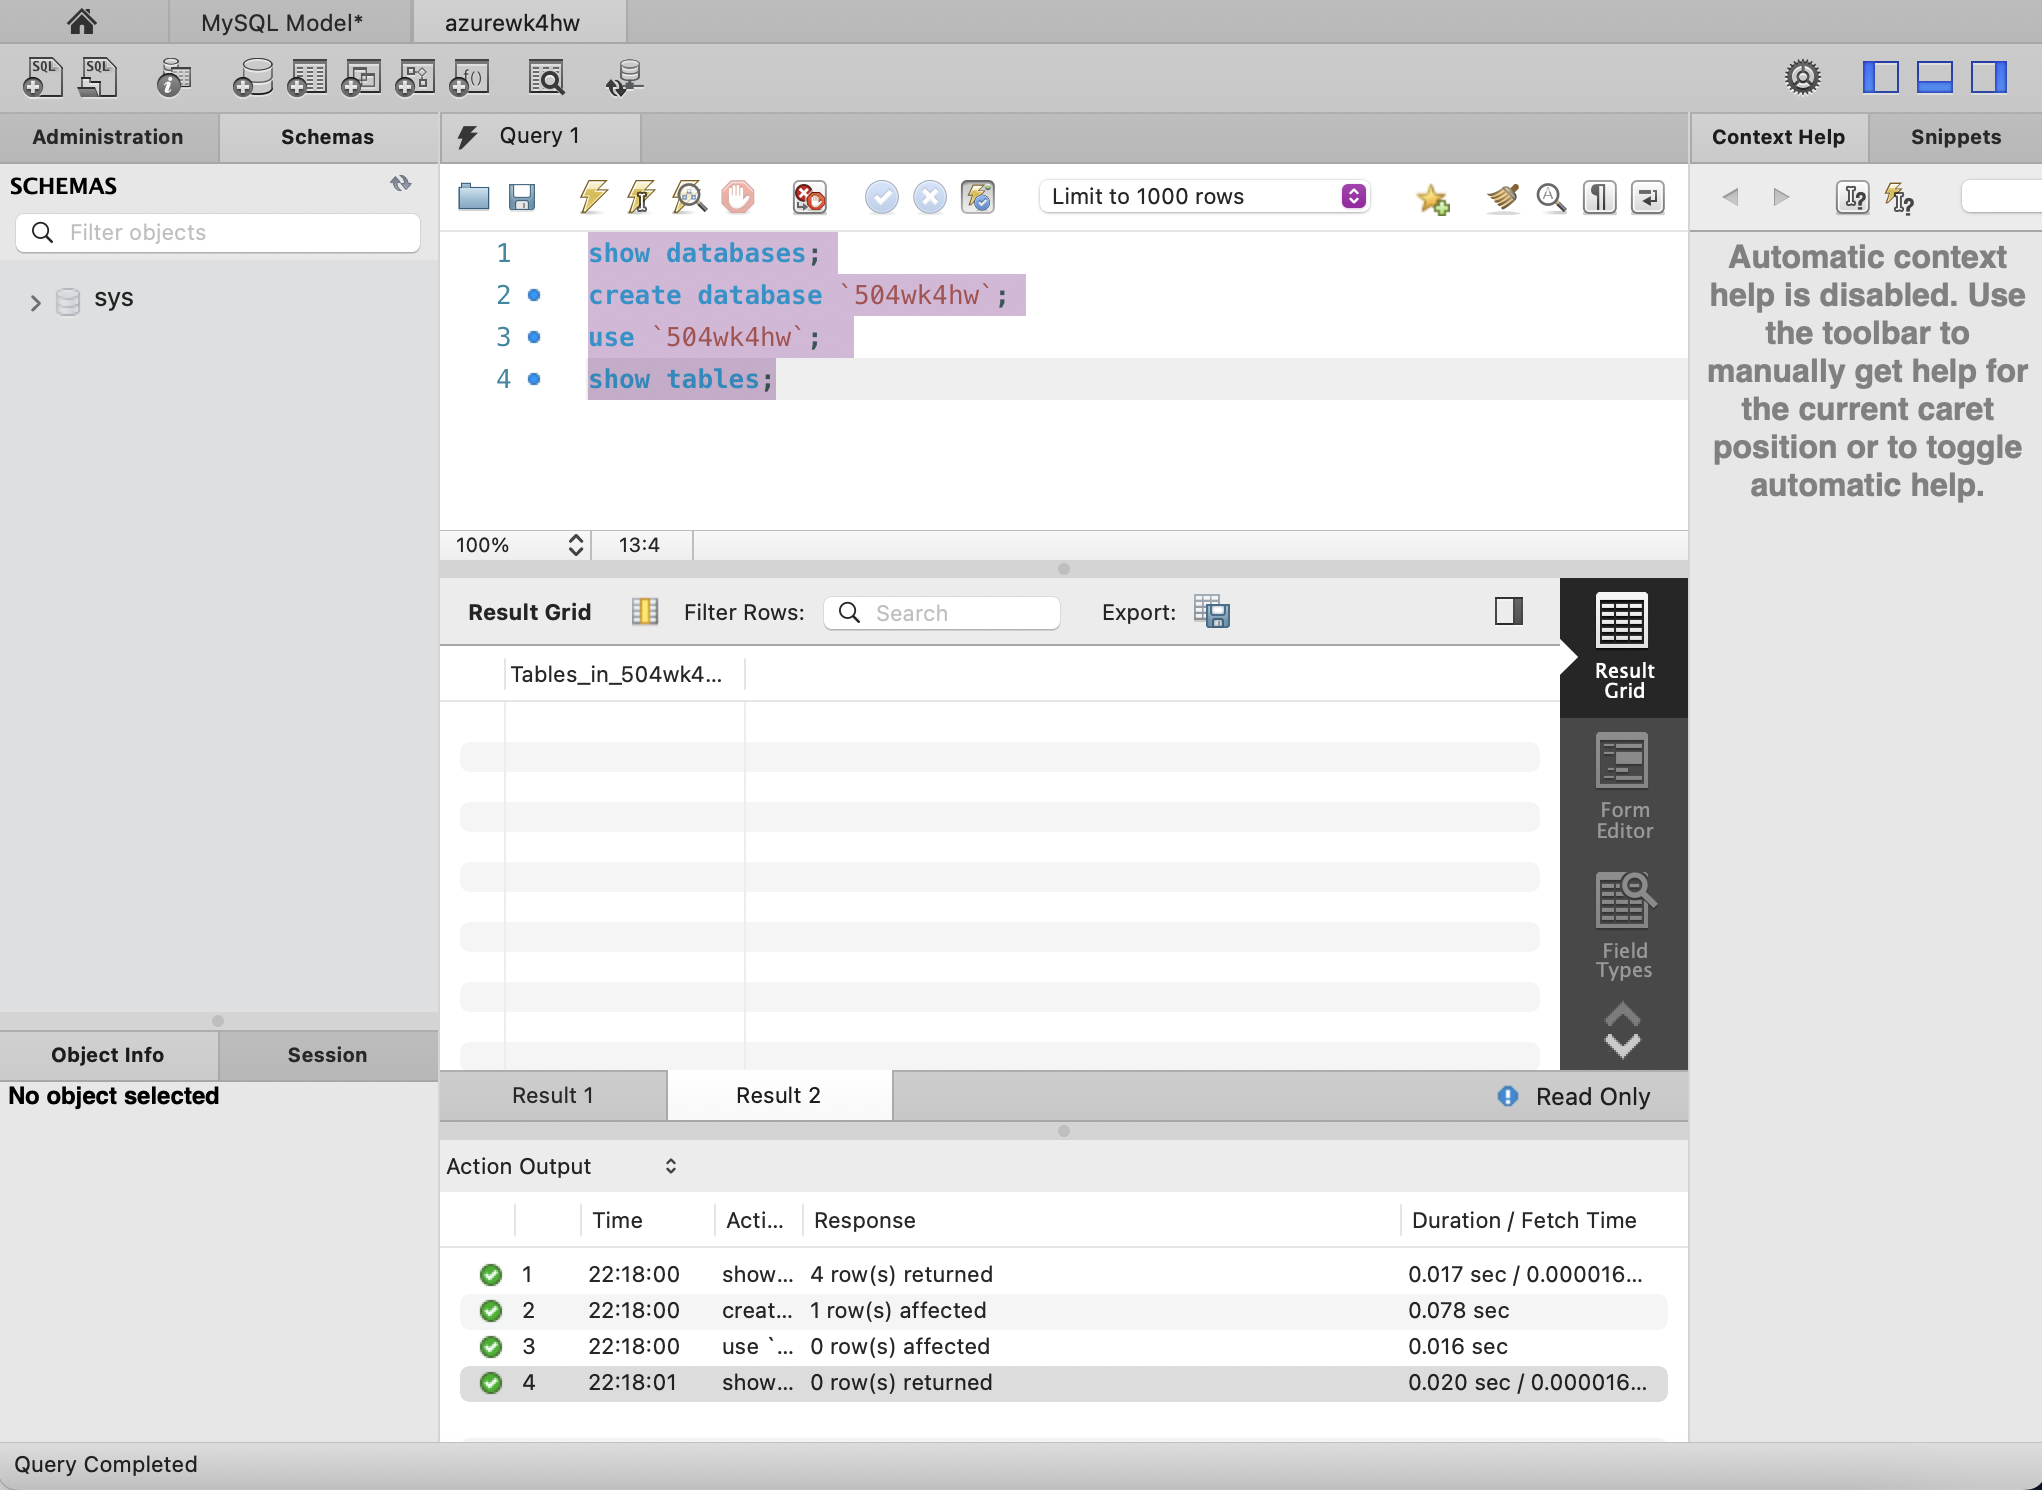 MySQL Model*
azurewk4hw
SQL
SQL
Administration
Schemas
Query 1
Context Help
Snippets
SCHEMAS
Filter objects
sys
Limit to 1000 rows
1 show databases;
2 create database `504wk4hw`;
3 use `504wk4hw`;
4 show tables;
Automatic context
help is disabled. Use
the toolbar to
manually get help for
the current caret
position or to toggle
automatic help.
100%
13:4
Result Grid
Filter Rows:
Search
Export:
Tables_in_504wk4...
Result
Grid
Form
Editor
Field
Types
Object Info
Session
No object selected
Result 1
Result 2
Read Only
Action Output
Time Acti... Response Duration / Fetch Time
1 22:18:00 show... 4 row(s) returned 0.017 sec / 0.000016...
2 22:18:00 creat... 1 row(s) affected 0.078 sec
3 22:18:00 use `... 0 row(s) affected 0.016 sec
4 22:18:01 show... 0 row(s) returned 0.020 sec / 0.000016...
Query Completed